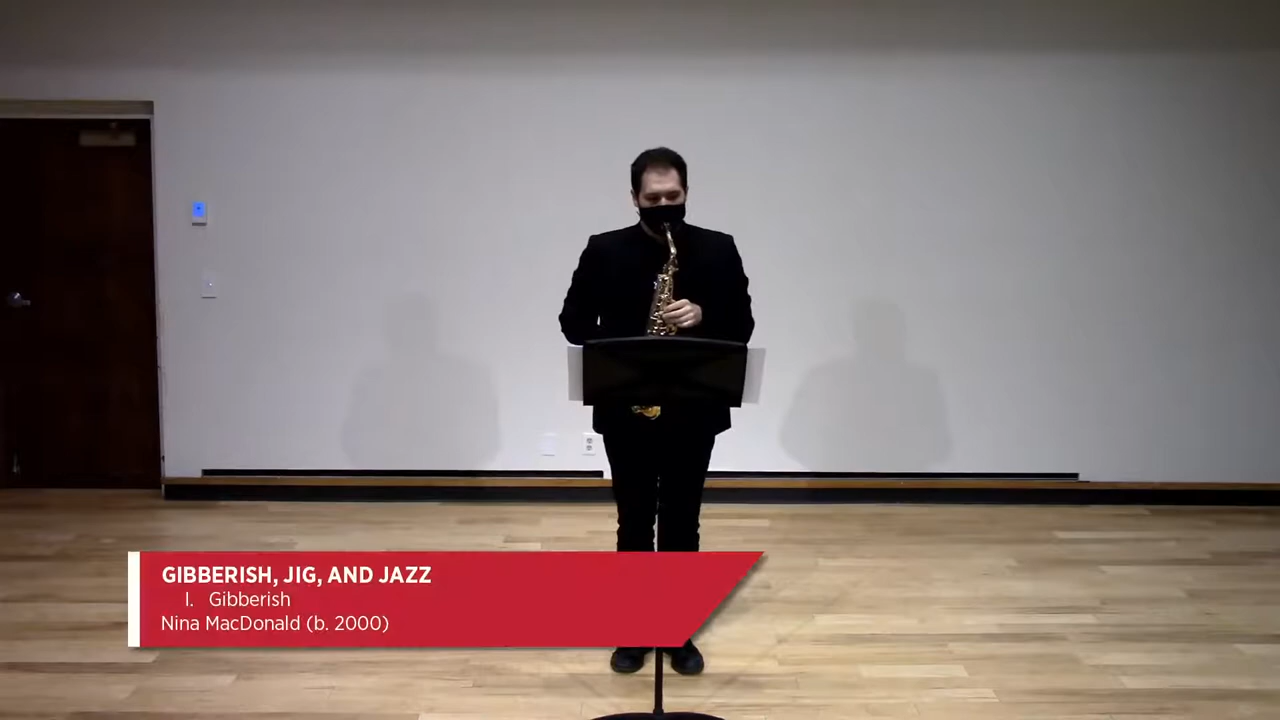 GIBBERISH, JIG, AND JAZZ
I. Gibberish
Nina MacDonald (b. 2000)